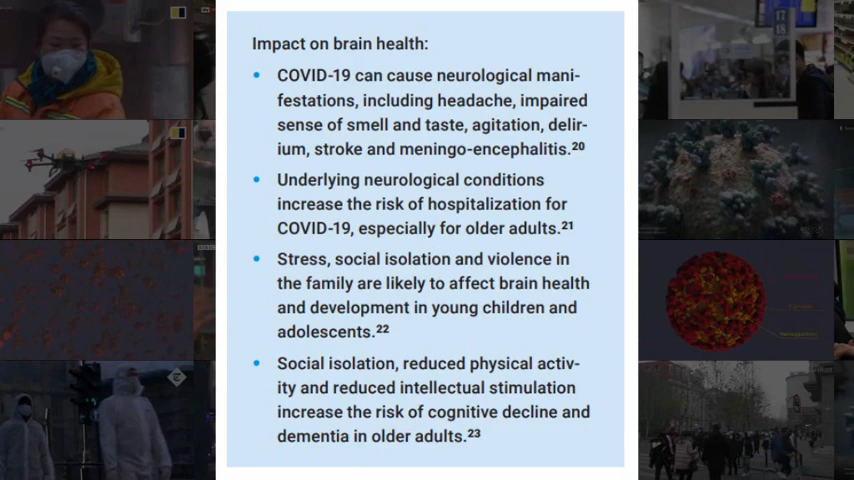 Impact on brain health:
• COVID-19 can cause neurological mani-
festations, including headache, impaired
sense of smell and taste, agitation, delir-
ium, stroke and meningo-encephalitis.20
• Underlying neurological conditions
increase the risk of hospitalization for
COVID-19, especially for older adults.21
• Stress, social isolation and violence in
the family are likely to affect brain health
and development in young children and
adolescents.22
• Social isolation, reduced physical activ-
ity and reduced intellectual stimulation
increase the risk of cognitive decline and
dementia in older adults.23
17
18